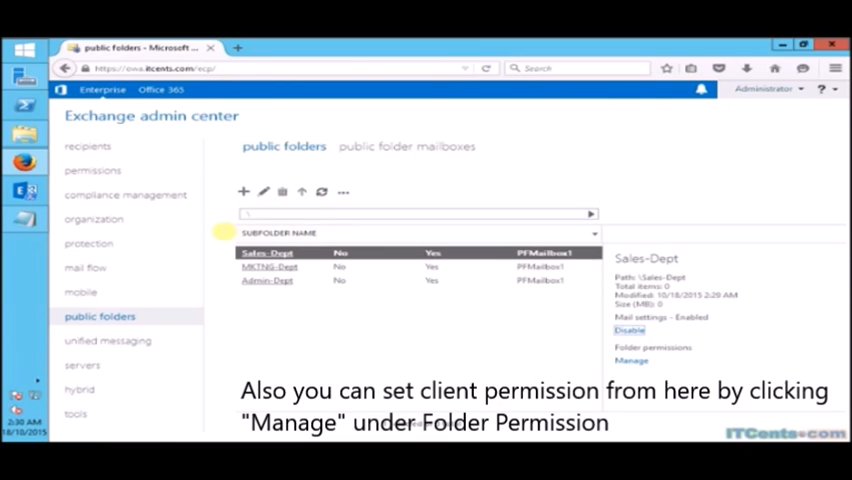 public folders - Microsoft ...
https://owa.itcents.com/ecp/
Search
Enterprise Office 365
Administrator ?
Exchange admin center
recipients
permissions
compliance management
organization
protection
mail flow
mobile
public folders
unified messaging
servers
hybrid
tools
public folders public folder mailboxes
\
SUBFOLDER NAME
Sales-Dept No Yes PFMailbox1
MKTNG-Dept No Yes PFMailbox1
Admin-Dept No Yes PFMailbox1
Sales-Dept
Path: \Sales-Dept
Total items: 0
Modified: 10/18/2015 2:29 AM
Size (MB): 0
Mail settings - Enabled
Disable
Folder permissions
Manage
Also you can set client permission from here by clicking
"Manage" under Folder Permission
2:30 AM
18/10/2015
ITCents.com